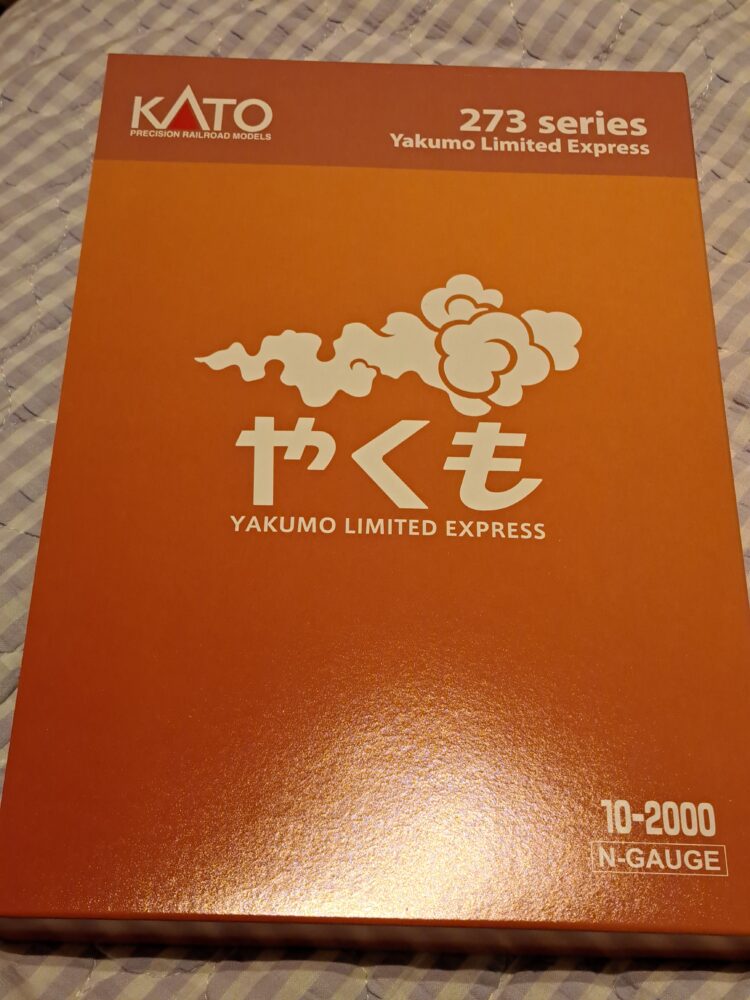 KATO
PRECISION RAILROAD MODELS
273 series
Yakumo Limited Express
やくも
YAKUMO LIMITED EXPRESS
10-2000
N-GAUGE